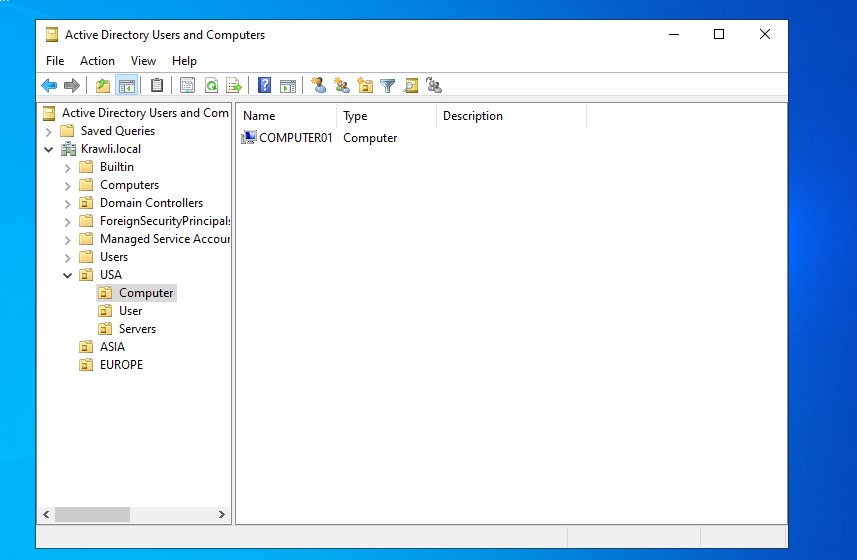 Active Directory Users and Computers
File Action View Help
Active Directory Users and Com
Saved Queries
Krawli.local
Builtin
Computers
Domain Controllers
ForeignSecurityPrincipals
Managed Service Accour
Users
USA
Computer
User
Servers
ASIA
EUROPE
Name Type Description
COMPUTER01 Computer